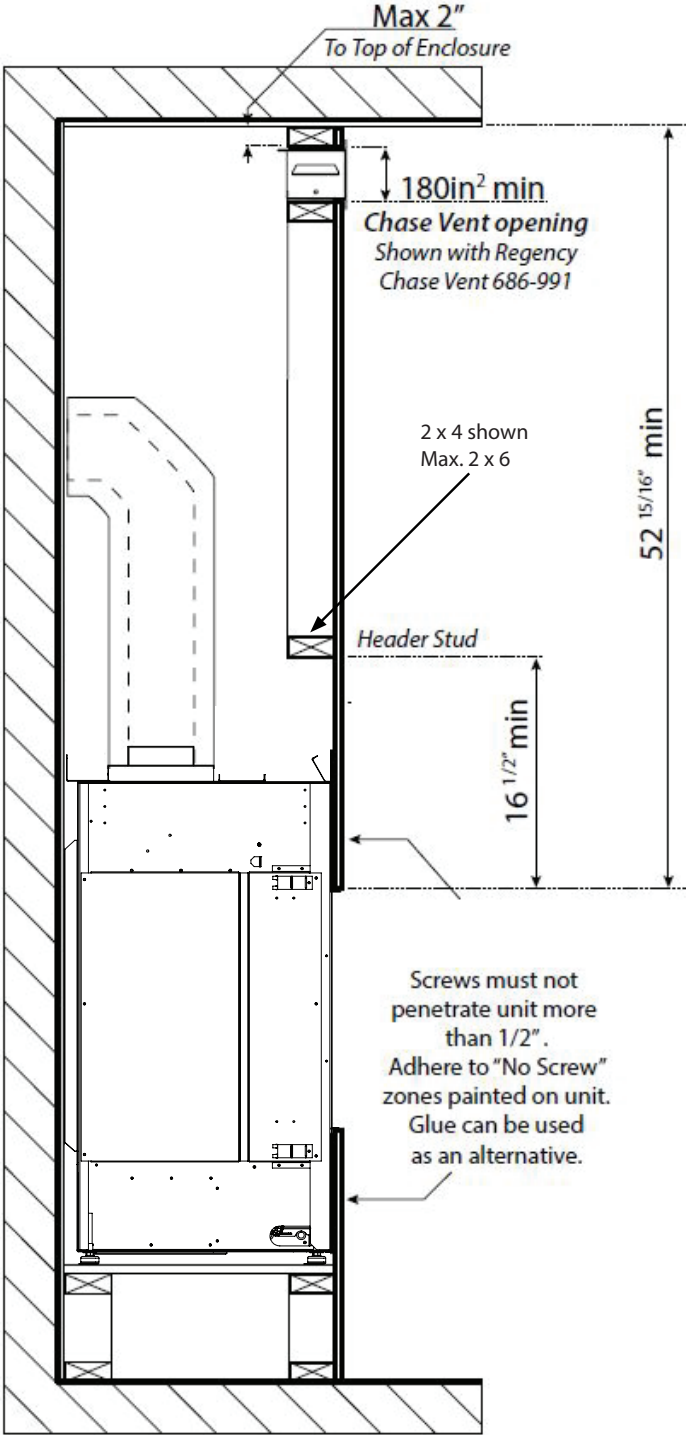 Max 2"
To Top of Enclosure
180in² min
Chase Vent opening
Shown with Regency
Chase Vent 686-991
2 x 4 shown
Max. 2 x 6
52 15/16" min
Header Stud
16 1/2" min
Screws must not
penetrate unit more
than 1/2".
Adhere to "No Screw"
zones painted on unit.
Glue can be used
as an alternative.